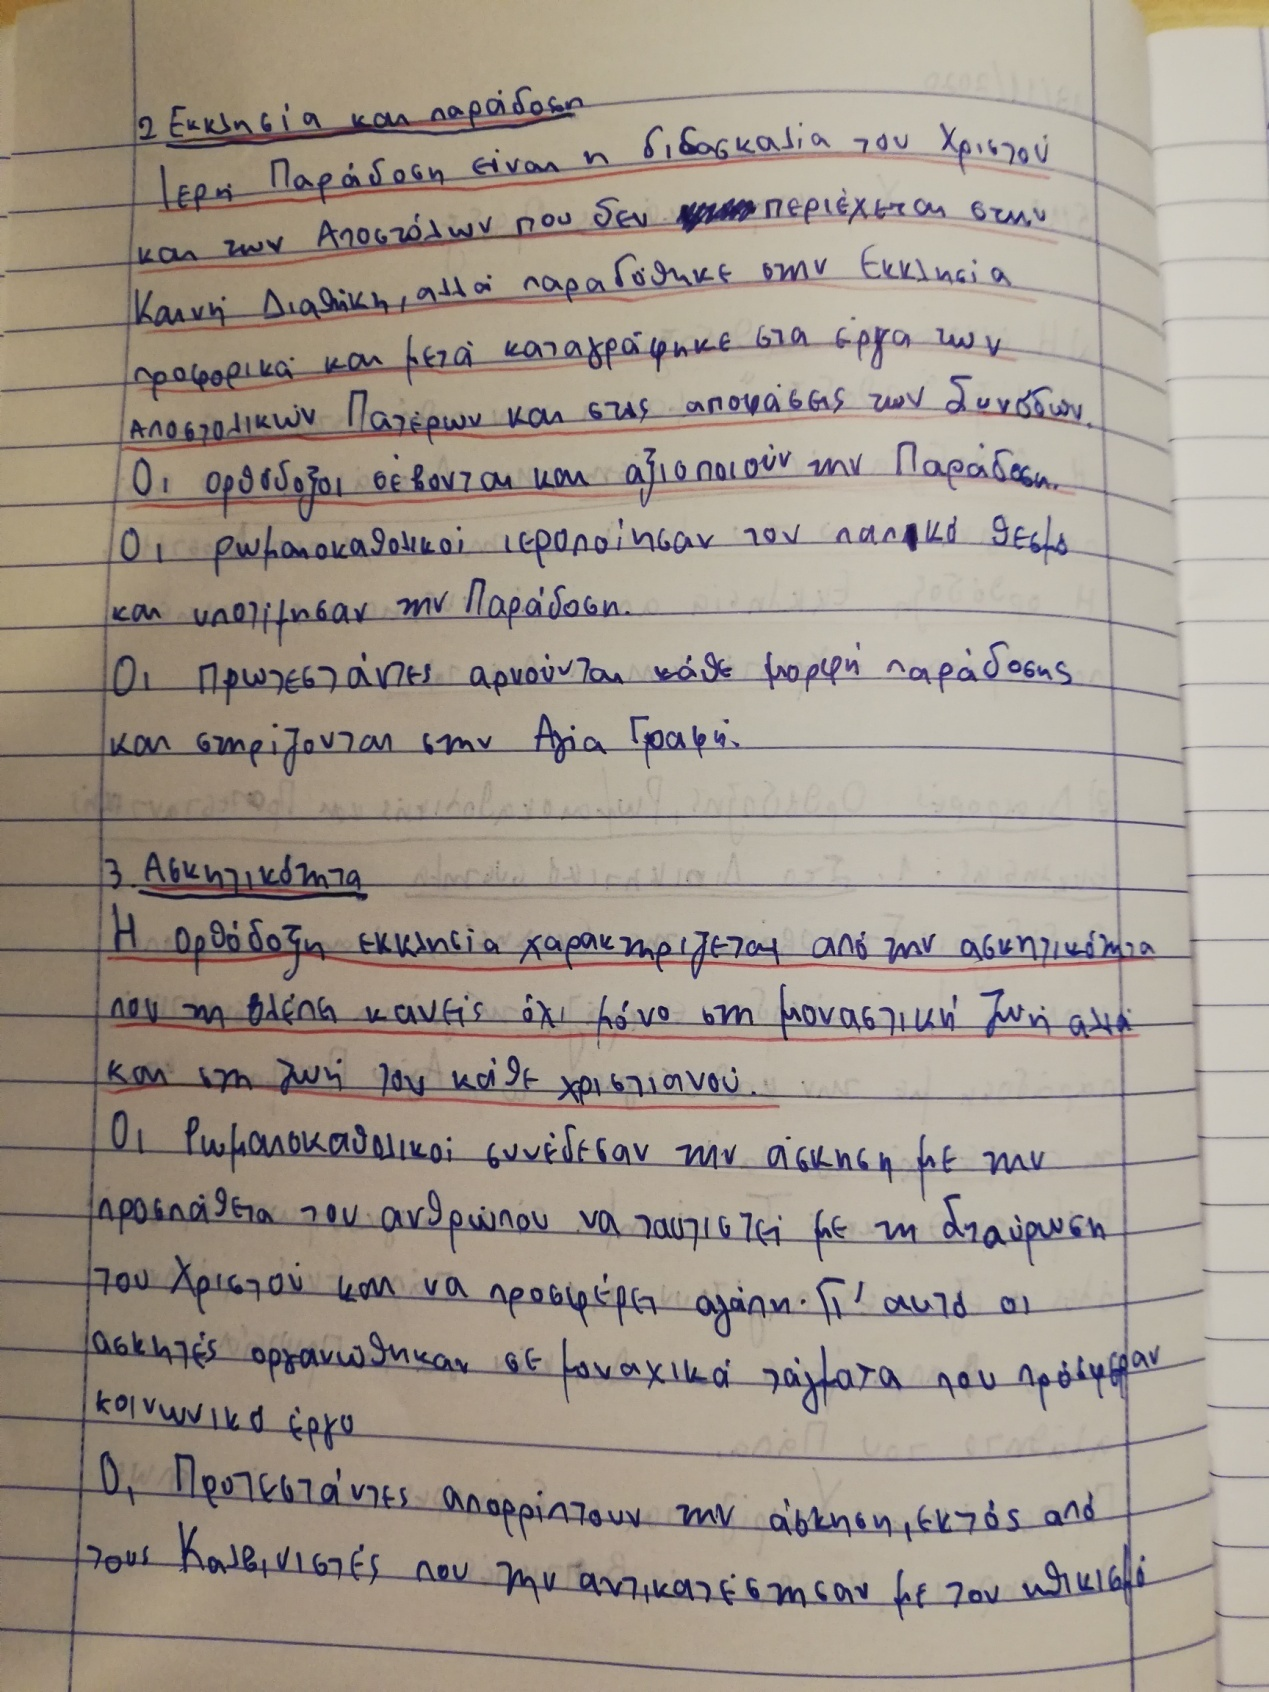 2 Εκκλησία και παράδοση
Ιερή Παράδοση είναι η διδασκαλία του Χριστού
και των Αποστόλων που δεν περιέχεται στην
Καινή Διαθήκη, αλλά παραδόθηκε στην Εκκλησία
προφορικά και μετά καταγράφηκε στα έργα των
Αποστολικών Πατέρων και στις αποφάσεις των Συνόδων.
Οι ορθόδοξοι σέβονται και αξιοποιούν την Παράδοση.
Οι ρωμαιοκαθολικοί ιεροποίησαν τον παπικό θεσμό
και υποτίμησαν την Παράδοση.
Οι Πρωτεστάντες αρνούνται κάθε μορφή παράδοσης
και στηρίζονται στην Αγία Γραφή.
3. Ασκητικότητα
Η ορθόδοξη εκκλησία χαρακτηρίζεται από την ασκητικότητα
που τη βλέπει κανείς όχι μόνο στη μοναστική ζωή αλλά
και στη ζωή του κάθε χριστιανού.
Οι Ρωμαιοκαθολικοί συνέδεσαν την άσκηση με την
προσπάθεια του ανθρώπου να ταυτιστεί με τη σταύρωση
του Χριστού και να προσφέρει αγάπη. Γι' αυτό οι
ασκητές οργανώθηκαν σε μοναχικά τάγματα που πρόσφεραν
κοινωνικό έργο
Οι Προτεστάντες απορρίπτουν την άσκηση, εκτός από
τους Καλβινιστές που την αντικατέστησαν με τον ηθικισμό